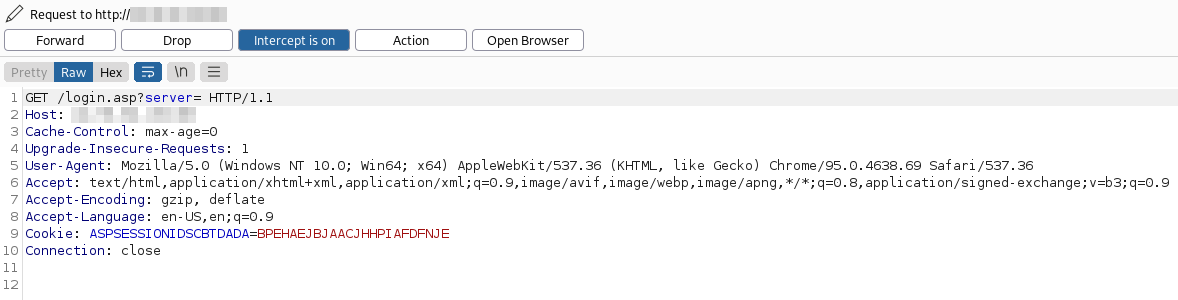 Request to http://
Forward Drop Intercept is on Action Open Browser
Pretty Raw Hex \n
1 GET /login.asp?server= HTTP/1.1
2 Host:
3 Cache-Control: max-age=0
4 Upgrade-Insecure-Requests: 1
5 User-Agent: Mozilla/5.0 (Windows NT 10.0; Win64; x64) AppleWebKit/537.36 (KHTML, like Gecko) Chrome/95.0.4638.69 Safari/537.36
6 Accept: text/html,application/xhtml+xml,application/xml;q=0.9,image/avif,image/webp,image/apng,*/*;q=0.8,application/signed-exchange;v=b3;q=0.9
7 Accept-Encoding: gzip, deflate
8 Accept-Language: en-US,en;q=0.9
9 Cookie: ASPSESSIONIDSCBTDADA=BPEHAEJBJAACJHHPIAFDFNJE
10 Connection: close
11
12